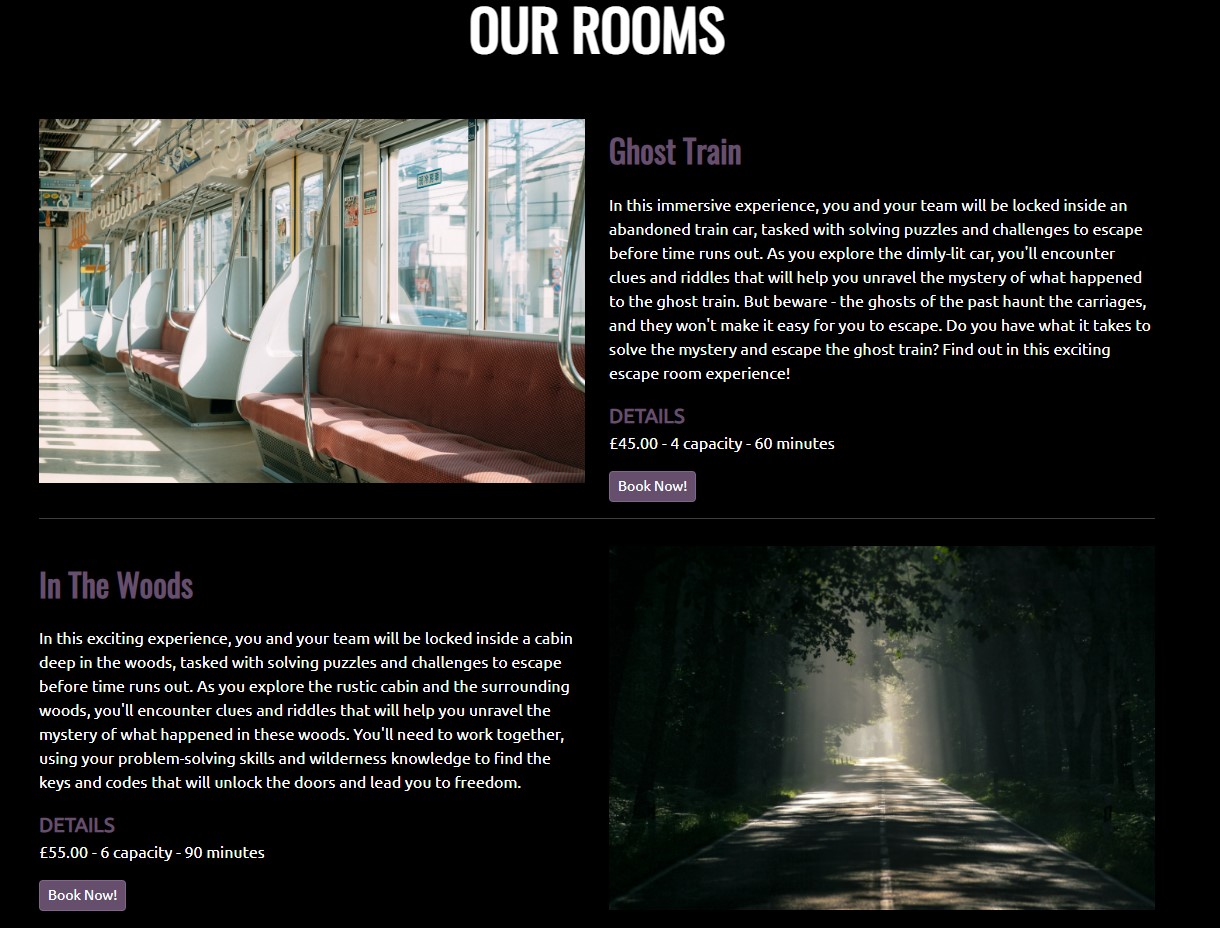 OUR ROOMS
Ghost Train
In this immersive experience, you and your team will be locked inside an
abandoned train car, tasked with solving puzzles and challenges to escape
before time runs out. As you explore the dimly-lit car, you'll encounter
clues and riddles that will help you unravel the mystery of what happened
to the ghost train. But beware - the ghosts of the past haunt the carriages,
and they won't make it easy for you to escape. Do you have what it takes to
solve the mystery and escape the ghost train? Find out in this exciting
escape room experience!
DETAILS
£45.00 - 4 capacity - 60 minutes
Book Now!
In The Woods
In this exciting experience, you and your team will be locked inside a cabin
deep in the woods, tasked with solving puzzles and challenges to escape
before time runs out. As you explore the rustic cabin and the surrounding
woods, you'll encounter clues and riddles that will help you unravel the
mystery of what happened in these woods. You'll need to work together,
using your problem-solving skills and wilderness knowledge to find the
keys and codes that will unlock the doors and lead you to freedom.
DETAILS
£55.00 - 6 capacity - 90 minutes
Book Now!